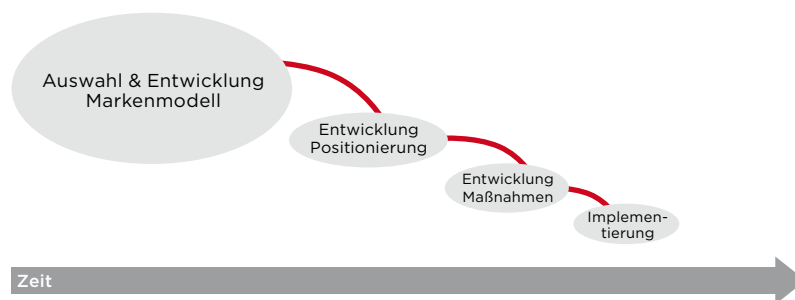 Auswahl & Entwicklung
Markenmodell
Entwicklung
Positionierung
Entwicklung
Maßnahmen
Implemen-
tierung
Zeit